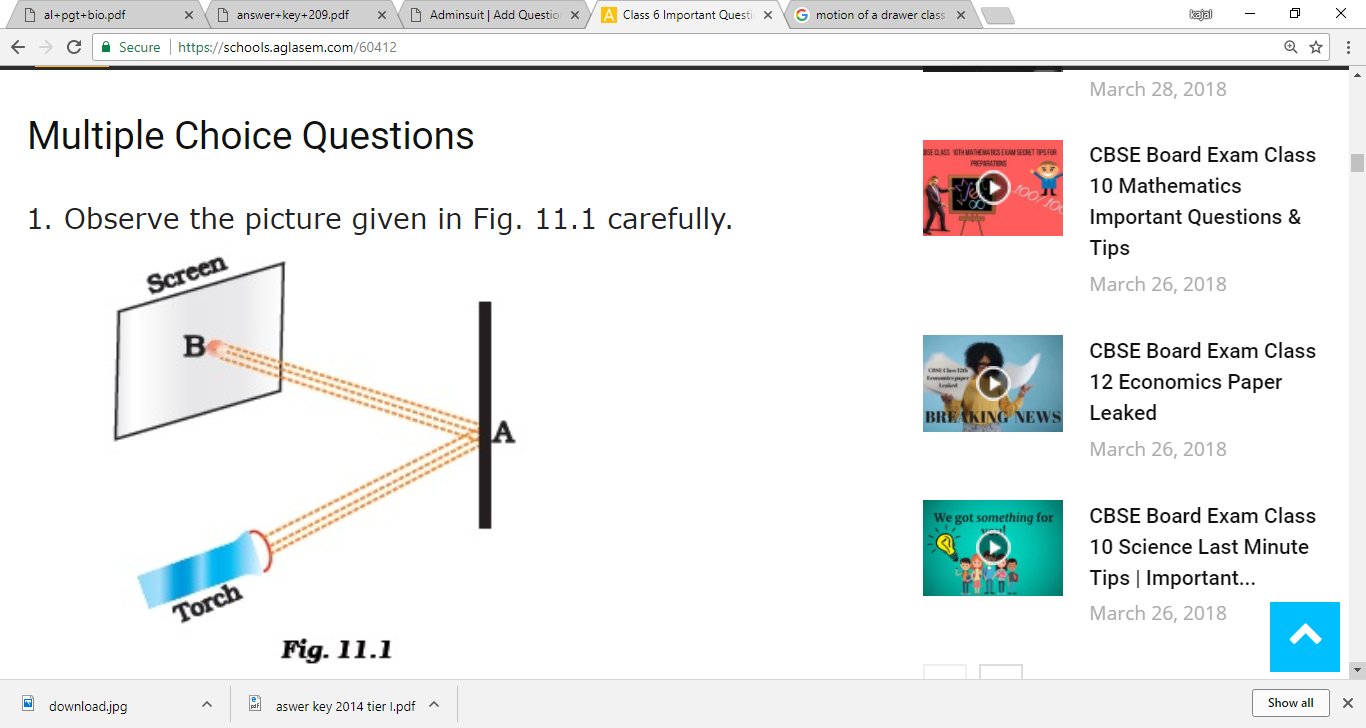 al+pgt+bio.pdf
answer+key+209.pdf
Adminsuit | Add Questio
Class 6 Important Questi
motion of a drawer class
kajal
Secure
https://schools.aglasem.com/60412
Multiple Choice Questions
1. Observe the picture given in Fig. 11.1 carefully.
Screen
B
A
Torch
Fig. 11.1
March 28, 2018
CLASS 10TH MATHEMATICS EXAM SECRET TIPS FOR
PREPARATIONS
100/100
CBSE Board Exam Class
10 Mathematics
Important Questions &
Tips
March 26, 2018
CBSE Class 12th
Economics paper
Leaked
BREAKING NEWS
CBSE Board Exam Class
12 Economics Paper
Leaked
March 26, 2018
We got something for
you!
CBSE Board Exam Class
10 Science Last Minute
Tips | Important...
March 26, 2018
download.jpg
aswer key 2014 tier I.pdf
Show all